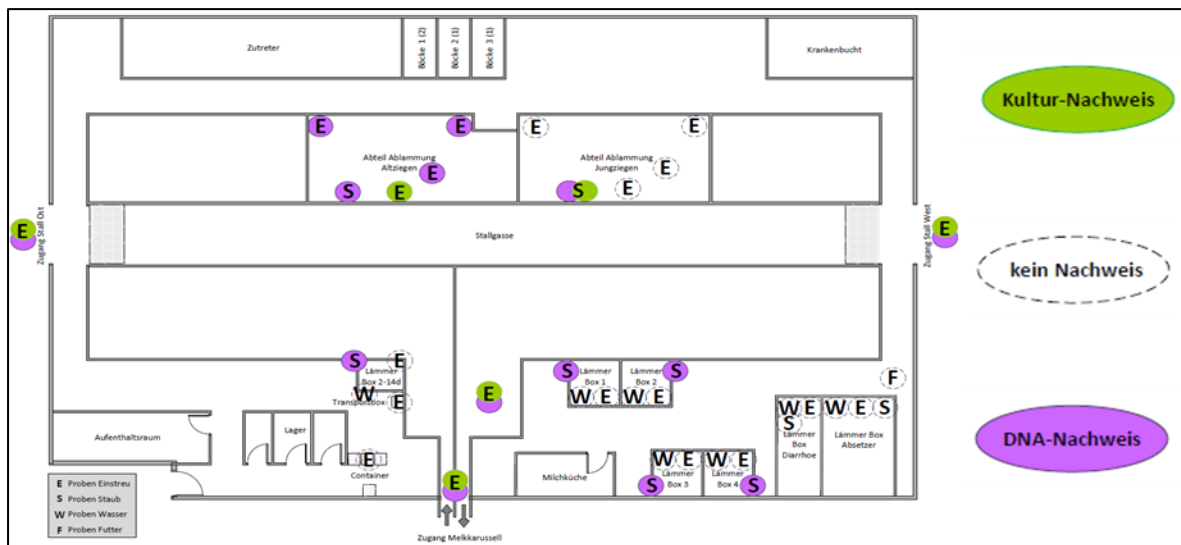 Zutreter
Böcke 1 (2)
Böcke 2 (1)
Böcke 3 (1)
Krankenbucht
Kultur-Nachweis
E
E
E
E
Abteil Ablammung
Altziegen
E
Abteil Ablammung
Jungziegen
E
S
E
S
E
E
Zugang Stall Ost
Stallgasse
E
Zugang Stall West
kein Nachweis
S
E
Lämmer
Box 2-14d
W
Transportbox
E
E
S
Lämmer
Box 1
W
E
Lämmer
Box 2
S
W
E
F
Aufenthaltsraum
Lager
E
Container
W
E
S
Lämmer
Box
Diarrhoe
W
E
S
Lämmer Box
Absetzer
DNA-Nachweis
Milchküche
W
E
Lämmer
Box 3
S
W
E
Lämmer
Box 4
S
E
E Proben Einstreu
S Proben Staub
W Proben Wasser
F Proben Futter
Zugang Melkkarussell